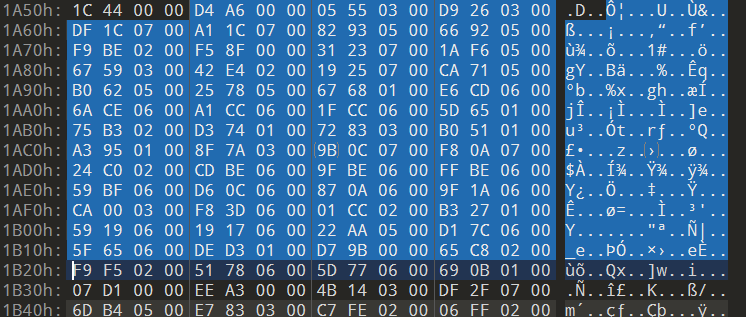 1A50h: 1C 44 00 00 D4 A6 00 00 05 55 03 00 D9 26 03 00 .D..Ô¦...U..Ù&..
1A60h: DF 1C 07 00 A1 1C 07 00 82 93 05 00 66 92 05 00 ß...¡...‚“..f’..
1A70h: F9 BE 02 00 F5 8F 00 00 31 23 07 00 1A F6 05 00 ù¾..õ...1#...ö..
1A80h: 67 59 03 00 42 E4 02 00 19 25 07 00 CA 71 05 00 gY..Bä...%..Êq..
1A90h: B0 62 05 00 25 78 05 00 67 68 01 00 E6 CD 06 00 °b..%x..gh..æÍ..
1AA0h: 6A CE 06 00 A1 CC 06 00 1F CC 06 00 5D 65 01 00 jÎ..¡Ì...Ì..]e..
1AB0h: 75 B3 02 00 D3 74 01 00 72 83 03 00 B0 51 01 00 u³..Ót..rƒ..°Q..
1AC0h: A3 95 01 00 8F 7A 03 00 9B 0C 07 00 F8 0A 07 00 £•...z..›...ø...
1AD0h: 24 C0 02 00 CD BE 06 00 9F BE 06 00 FF BE 06 00 $À..Í¾..Ÿ¾..ÿ¾..
1AE0h: 59 BF 06 00 D6 0C 06 00 87 0A 06 00 9F 1A 06 00 Y¿..Ö...‡...Ÿ...
1AF0h: CA 00 03 00 F8 3D 06 00 01 CC 02 00 B3 27 01 00 Ê...ø=...Ì..³'..
1B00h: 59 19 06 00 19 17 06 00 22 AA 05 00 D1 7C 06 00 Y......."ª..Ñ|..
1B10h: 5F 65 06 00 DE D3 01 00 D7 9B 00 00 65 C8 02 00 _e..ÞÓ..×›..eÈ..
1B20h: F9 F5 02 00 51 78 06 00 5D 77 06 00 69 0B 01 00 ùõ..Qx..]w..i...
1B30h: 07 D1 00 00 EE A3 00 00 4B 14 03 00 DF 2F 07 00 .Ñ..î£..K...ß/..
1B40h: 6D B4 05 00 E7 83 03 00 C7 FE 02 00 06 FF 02 00